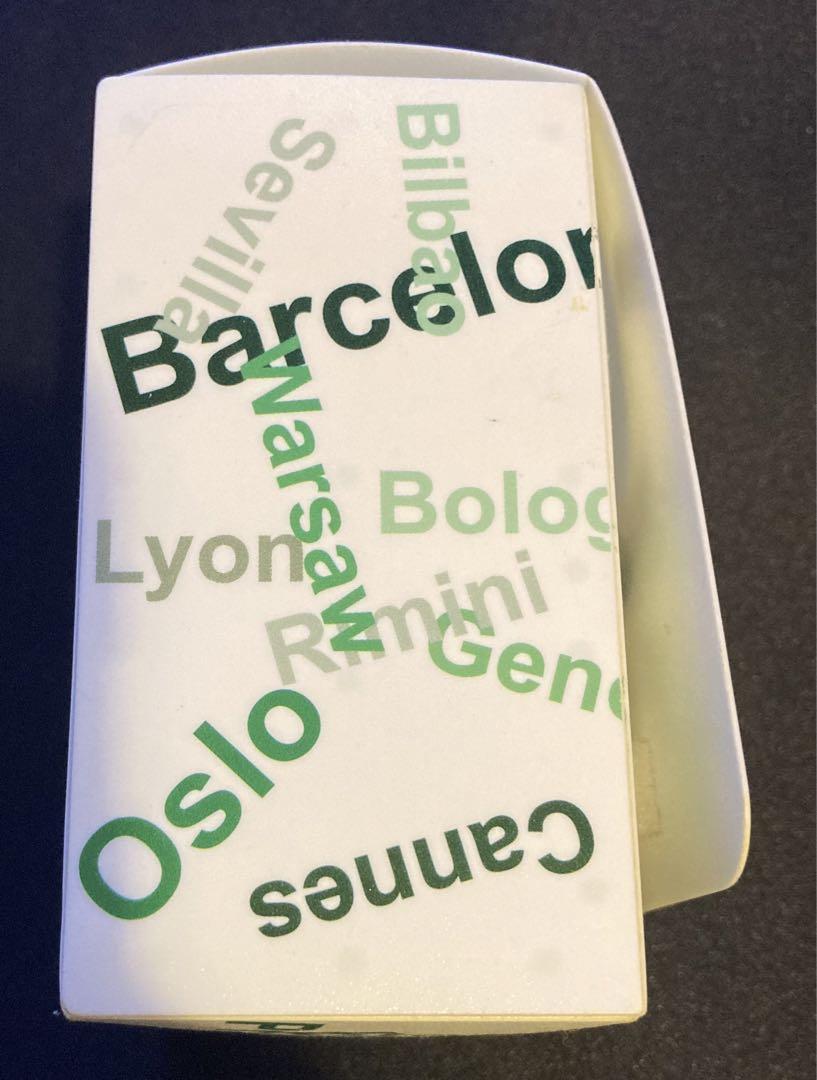 Sevilla
Bilbao
Barcelon
Warsaw
Bolog
Lyon
Rimini
Gene
Oslo
Cannes